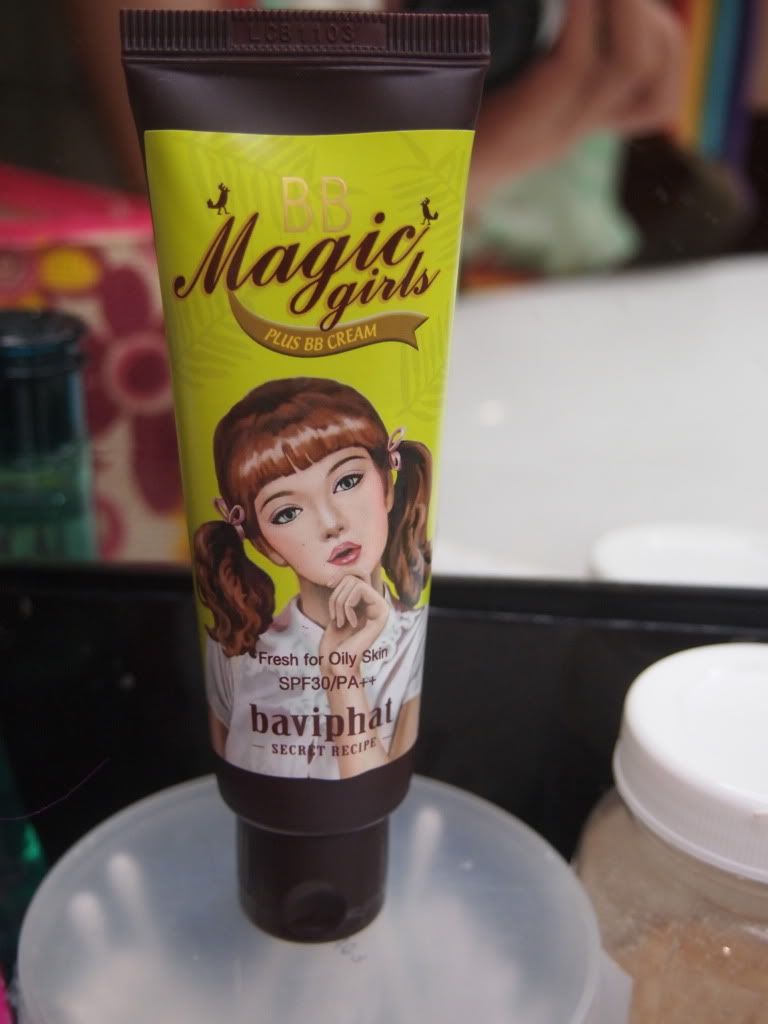 LCB1103
BB
Magic
girls
PLUS BB CREAM
Fresh for Oily Skin
SPF30/PA++
baviphat
SECRET RECIPE